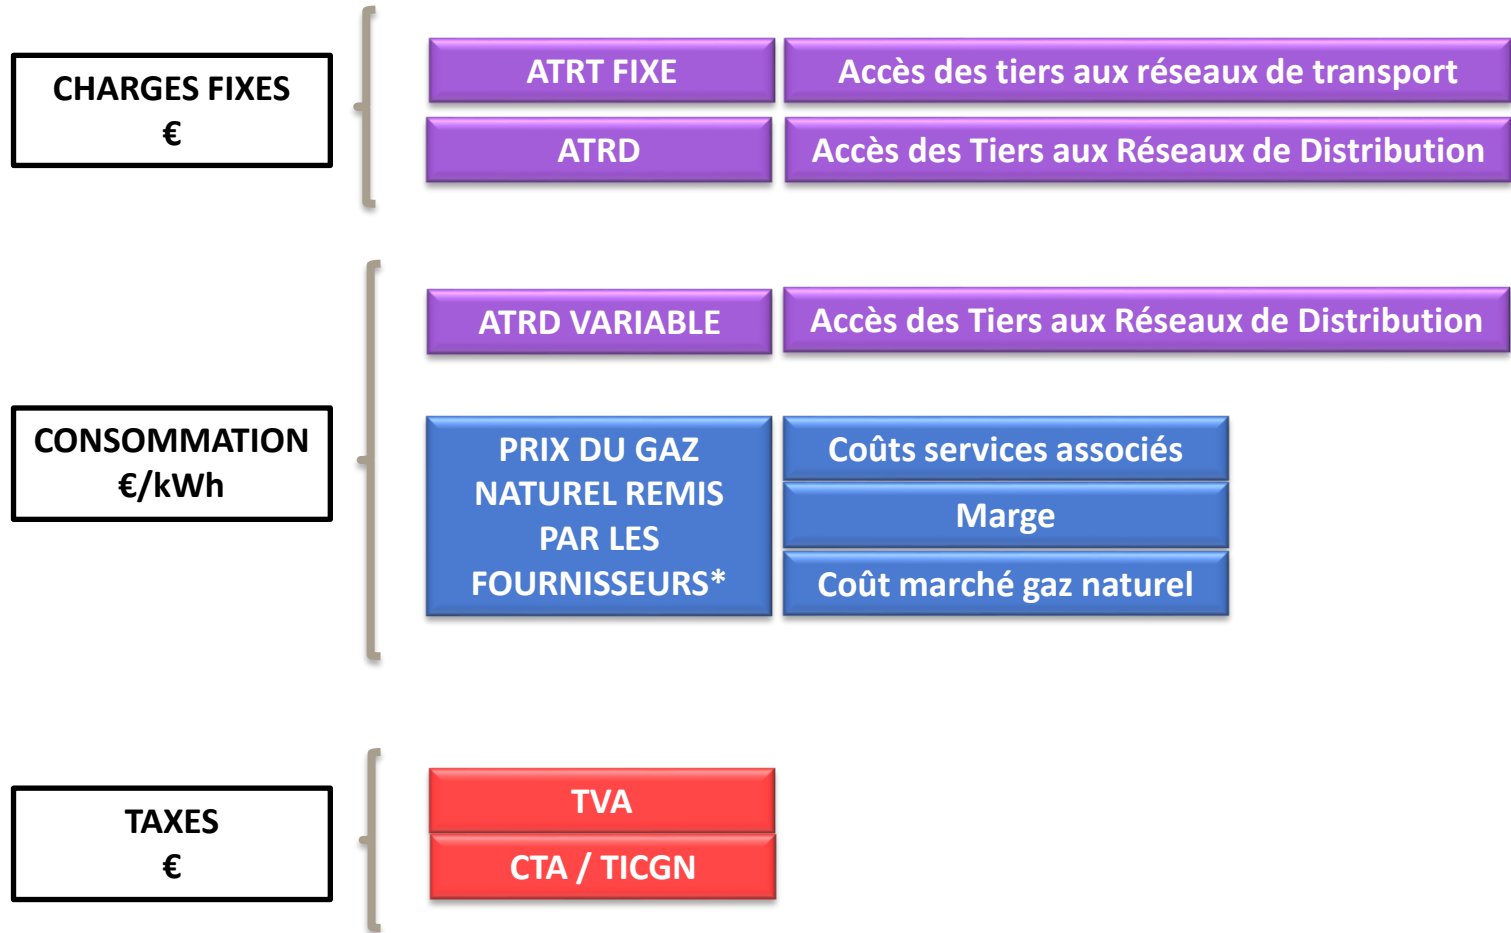 CHARGES FIXES
€
ATRT FIXE
Accès des tiers aux réseaux de transport
ATRD
Accès des Tiers aux Réseaux de Distribution
CONSOMMATION
€/kWh
ATRD VARIABLE
Accès des Tiers aux Réseaux de Distribution
PRIX DU GAZ
NATUREL REMIS
PAR LES
FOURNISSEURS*
Coûts services associés
Marge
Coût marché gaz naturel
TAXES
€
TVA
CTA / TICGN